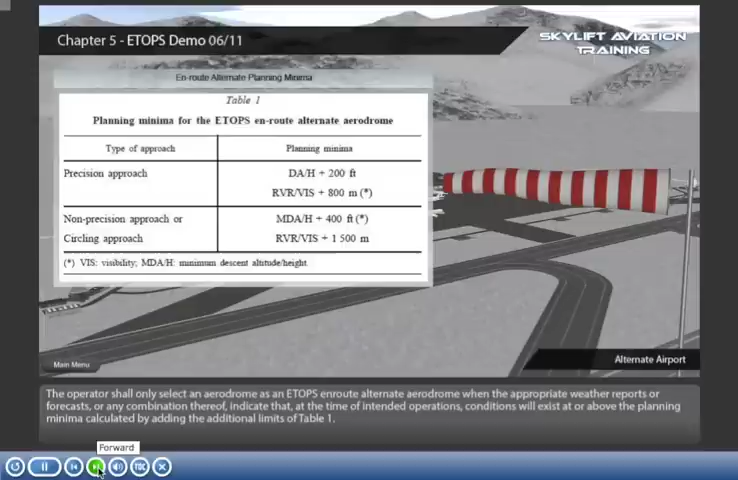 Chapter 5 - ETOPS Demo 06/11
SKYLIFT AVIATION
TRAINING
En-route Alternate Planning Minima
Table 1
Planning minima for the ETOPS en-route alternate aerodrome
Type of approach
Planning minima
Precision approach
DA/H + 200 ft
RVR/VIS + 800 m (*)
Non-precision approach or
MDA/H + 400 ft (*)
Circling approach
RVR/VIS + 1 500 m
(*) VIS: visibility; MDA/H: minimum descent altitude/height.
Main Menu
Alternate Airport
The operator shall only select an aerodrome as an ETOPS enroute alternate aerodrome when the appropriate weather reports or
forecasts, or any combination thereof, indicate that, at the time of intended operations, conditions will exist at or above the planning
minima calculated by adding the additional limits of Table 1.
Forward